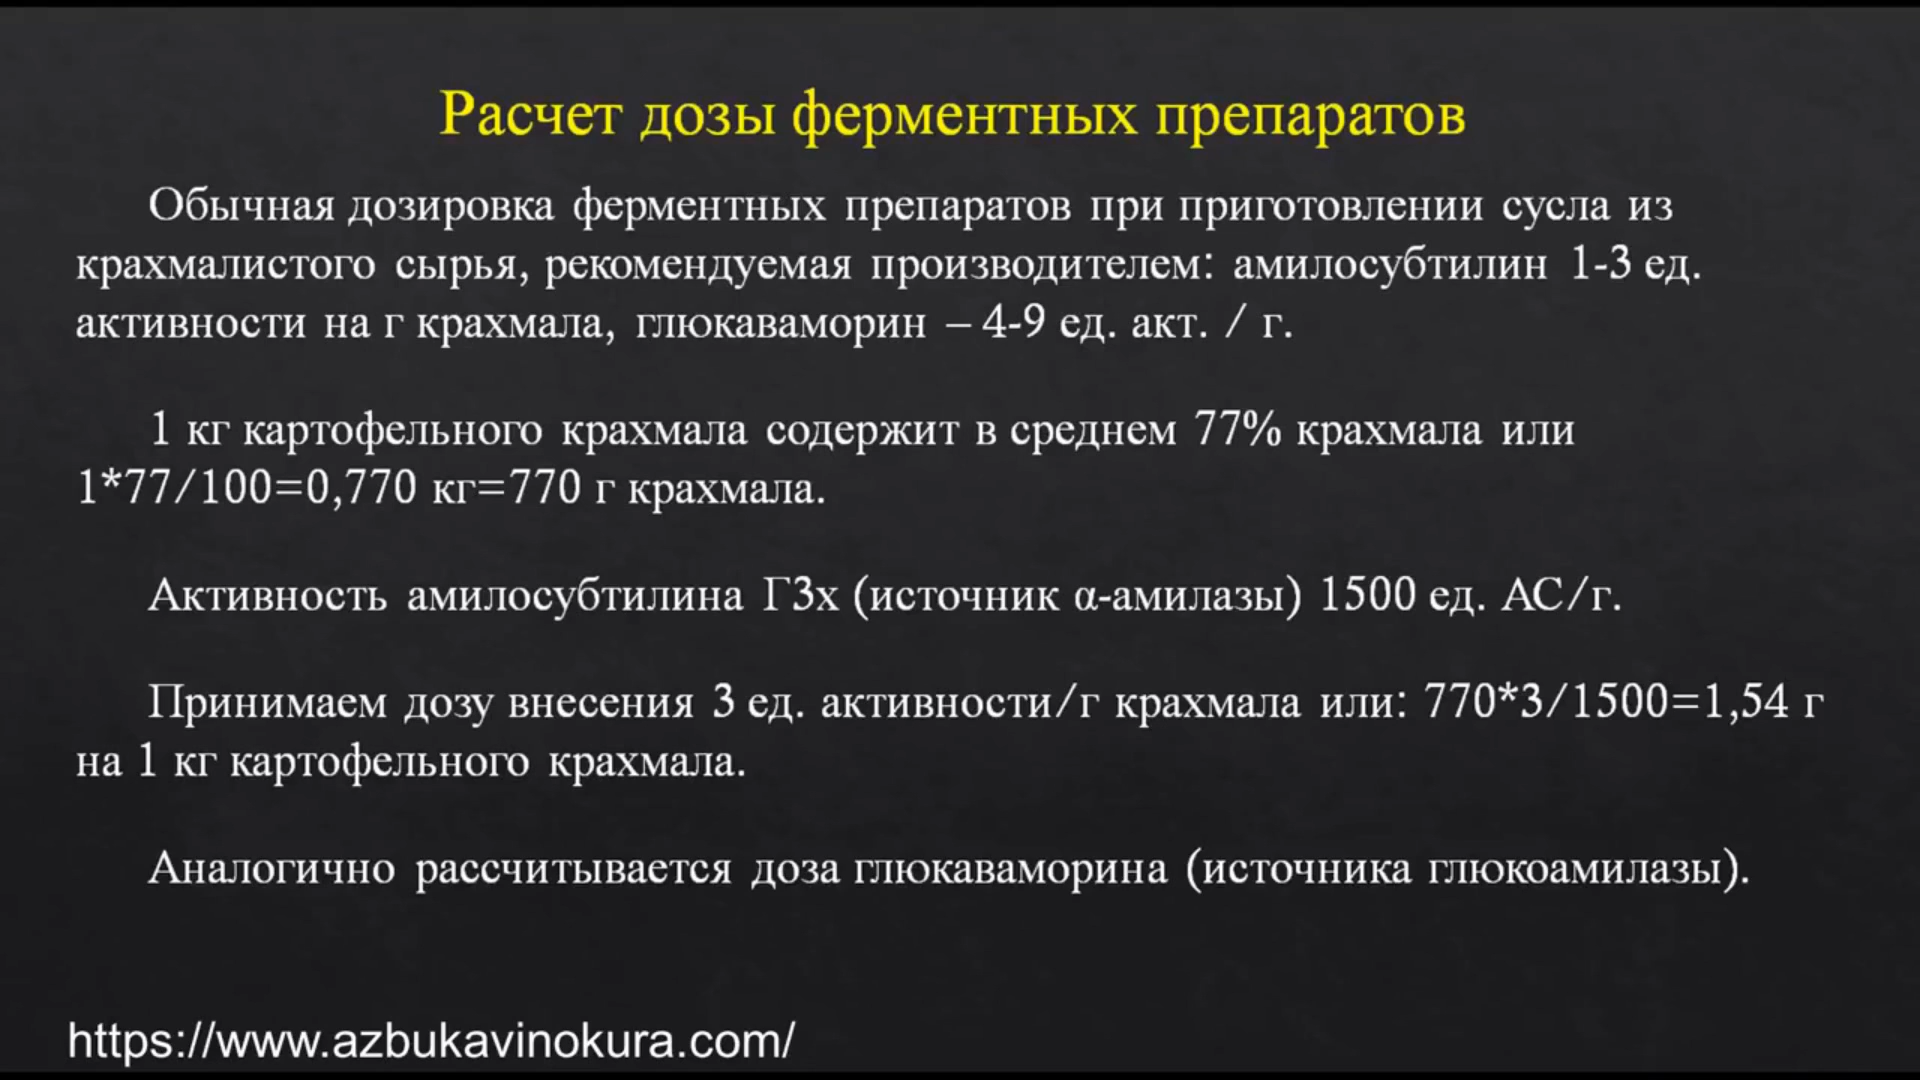 Расчет дозы ферментных препаратов
Обычная дозировка ферментных препаратов при приготовлении сусла из
крахмалистого сырья, рекомендуемая производителем: амилосубтилин 1-3 ед.
активности на г крахмала, глюкаваморин – 4-9 ед. акт. / г.
1 кг картофельного крахмала содержит в среднем 77% крахмала или
1*77/100=0,770 кг=770 г крахмала.
Активность амилосубтилина Г3х (источник α-амилазы) 1500 ед. АС/г.
Принимаем дозу внесения 3 ед. активности/г крахмала или: 770*3/1500=1,54 г
на 1 кг картофельного крахмала.
Аналогично рассчитывается доза глюкаваморина (источника глюкоамилазы).
https://www.azbukavinokura.com/